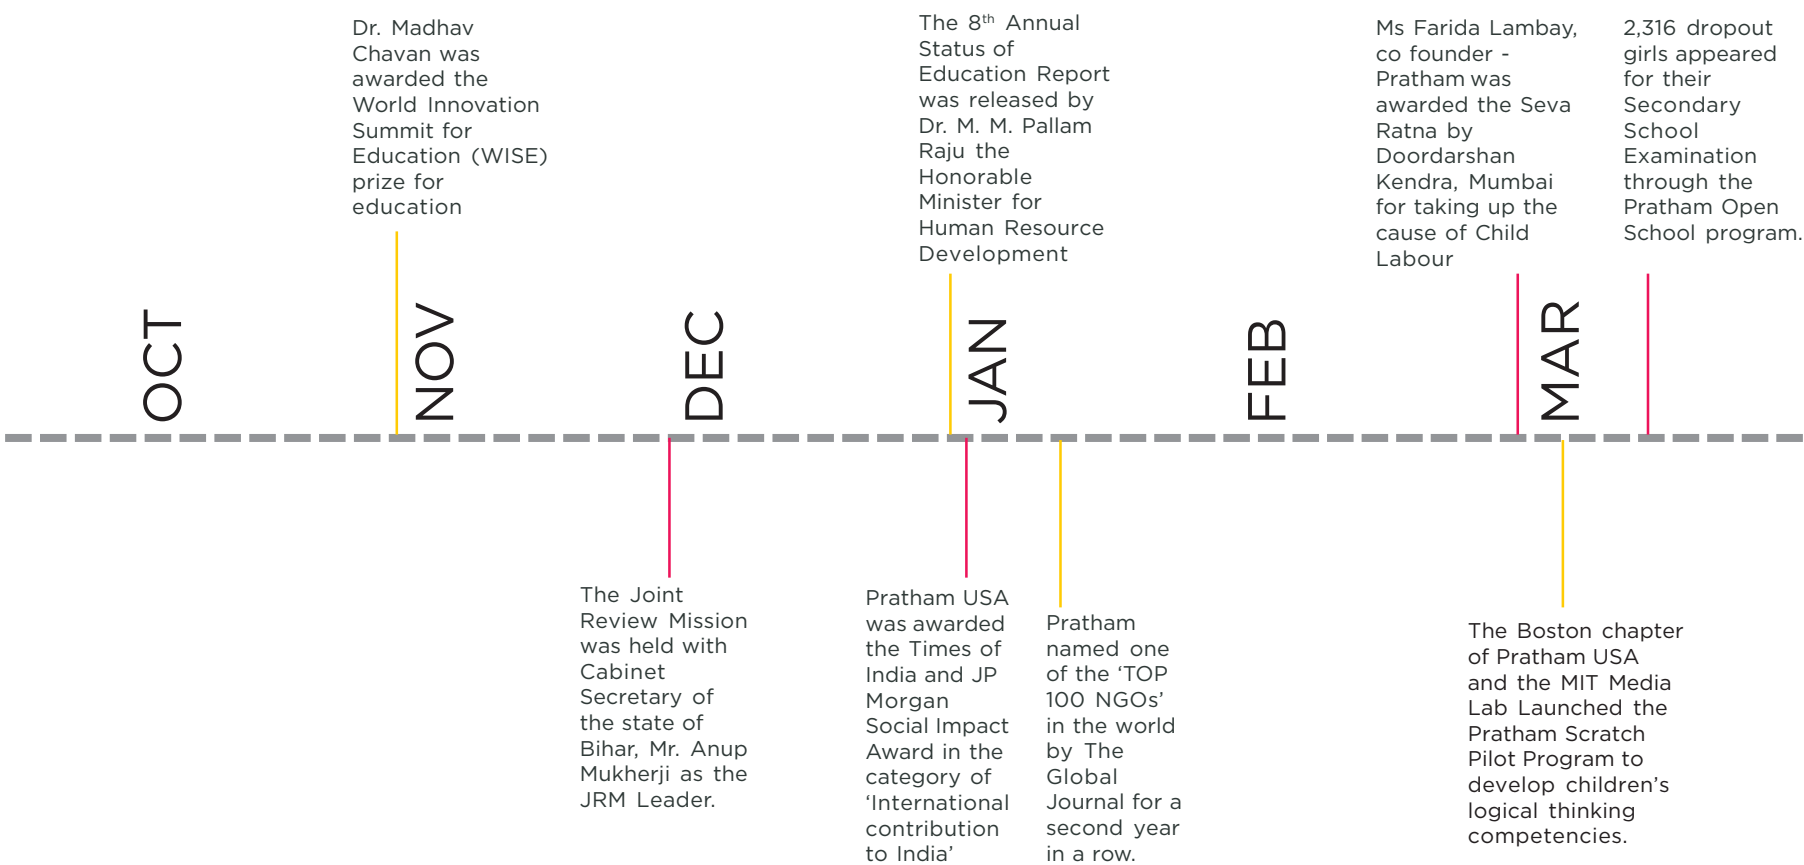 Dr. Madhav
Chavan was
awarded the
World Innovation
Summit for
Education (WISE)
prize for
education
The 8th Annual
Status of
Education Report
was released by
Dr. M. M. Pallam
Raju the
Honorable
Minister for
Human Resource
Development
Ms Farida Lambay,
co founder -
Pratham was
awarded the Seva
Ratna by
Doordarshan
Kendra, Mumbai
for taking up the
cause of Child
Labour
2,316 dropout
girls appeared
for their
Secondary
School
Examination
through the
Pratham Open
School program.
OCT
NOV
DEC
JAN
FEB
MAR
The Joint
Review Mission
was held with
Cabinet
Secretary of
the state of
Bihar, Mr. Anup
Mukherji as the
JRM Leader.
Pratham USA
was awarded
the Times of
India and JP
Morgan
Social Impact
Award in the
category of
‘International
contribution
to India’
Pratham
named one
of the ‘TOP
100 NGOs’
in the world
by The
Global
Journal for a
second year
in a row.
The Boston chapter
of Pratham USA
and the MIT Media
Lab Launched the
Pratham Scratch
Pilot Program to
develop children’s
logical thinking
competencies.